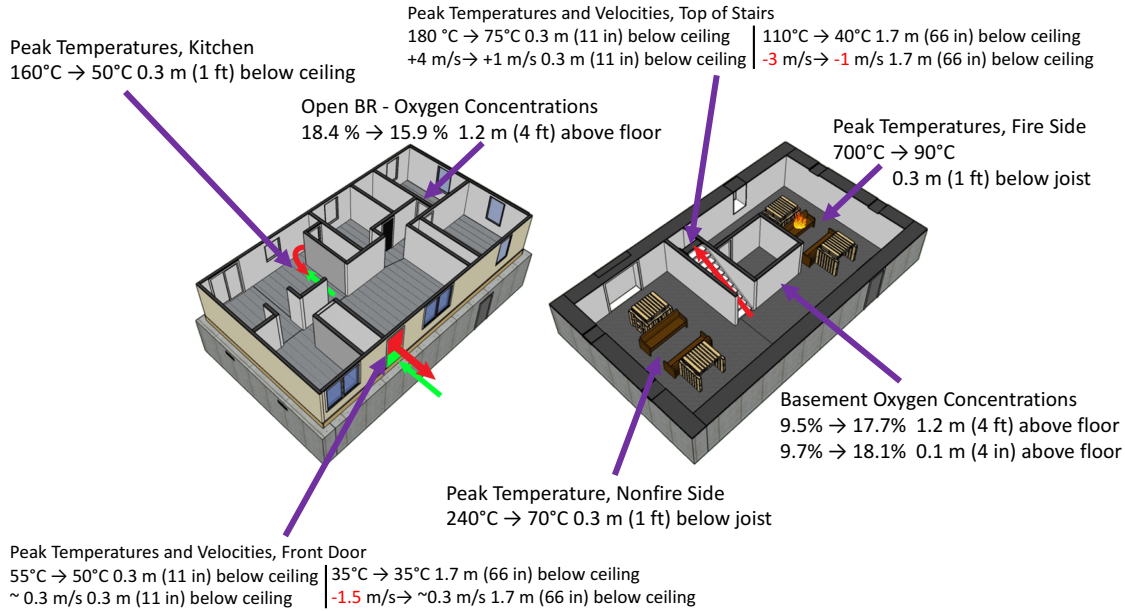 Peak Temperatures and Velocities, Top of Stairs
180 °C → 75°C 0.3 m (11 in) below ceiling
+4 m/s→ +1 m/s 0.3 m (11 in) below ceiling
110°C → 40°C 1.7 m (66 in) below ceiling
-3 m/s→ -1 m/s 1.7 m (66 in) below ceiling
Peak Temperatures, Kitchen
160°C → 50°C 0.3 m (1 ft) below ceiling
Open BR - Oxygen Concentrations
18.4 % → 15.9 % 1.2 m (4 ft) above floor
Peak Temperatures, Fire Side
700°C → 90°C
0.3 m (1 ft) below joist
Basement Oxygen Concentrations
9.5% → 17.7% 1.2 m (4 ft) above floor
9.7% → 18.1% 0.1 m (4 in) above floor
Peak Temperature, Nonfire Side
240°C → 70°C 0.3 m (1 ft) below joist
Peak Temperatures and Velocities, Front Door
55°C → 50°C 0.3 m (11 in) below ceiling
~ 0.3 m/s 0.3 m (11 in) below ceiling
35°C → 35°C 1.7 m (66 in) below ceiling
-1.5 m/s→ ~0.3 m/s 1.7 m (66 in) below ceiling